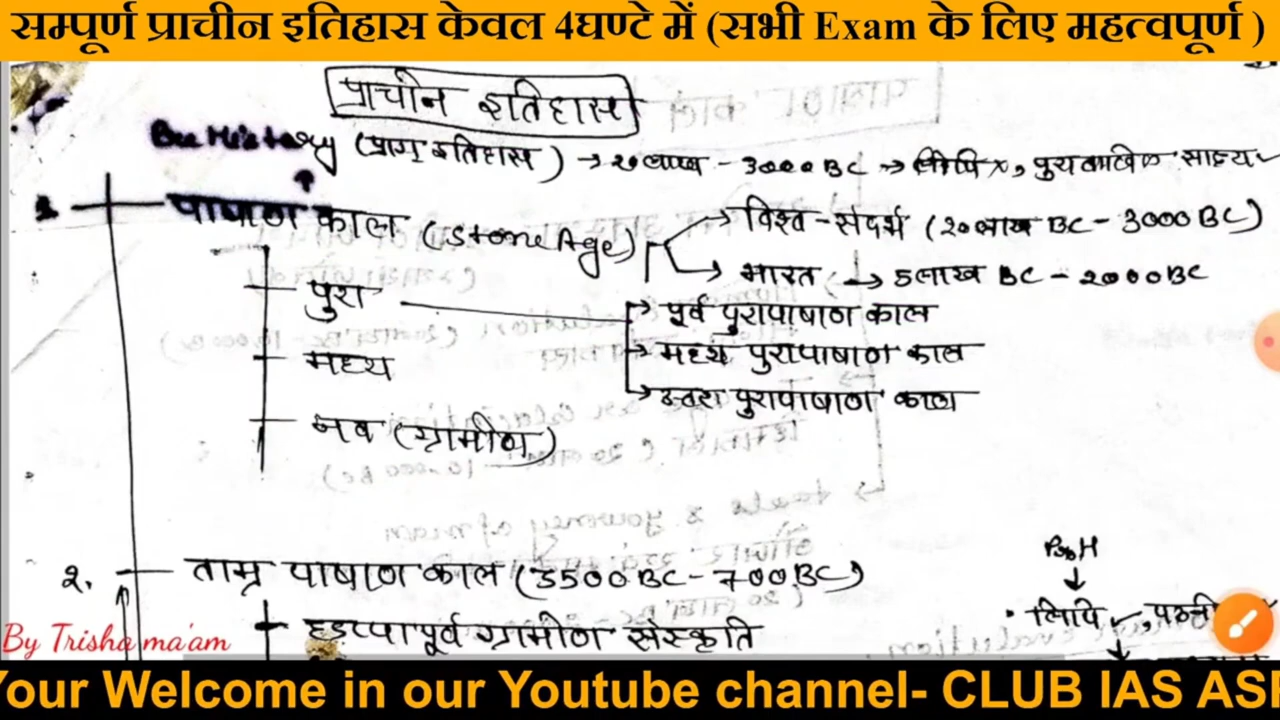 सम्पूर्ण प्राचीन इतिहास केवल 4घण्टे में (सभी Exam के लिए महत्वपूर्ण )
प्राचीन इतिहास
(प्राग् इतिहास) → 20 लाख - 3000 BC → लीपि ×, पुरातात्विक साक्ष्य ✓
1 पाषाण काल (Stone Age)
→ विश्व-संदर्भ (20 लाख BC - 3000 BC)
→ भारत → 5 लाख BC - 2000 BC
पुरा
→ पूर्व पुरापाषाण काल
→ मध्य पुरापाषाण काल
→ उत्तरा पुरापाषाण काल
मध्य
नव (ग्रामीण)
2. ताम्र पाषाण काल (3500 BC - 700 BC)
हड़प्पा पूर्व ग्रामीण संस्कृति
• लिपि ✓,
By Trisha ma'am
Your Welcome in our Youtube channel- CLUB IAS